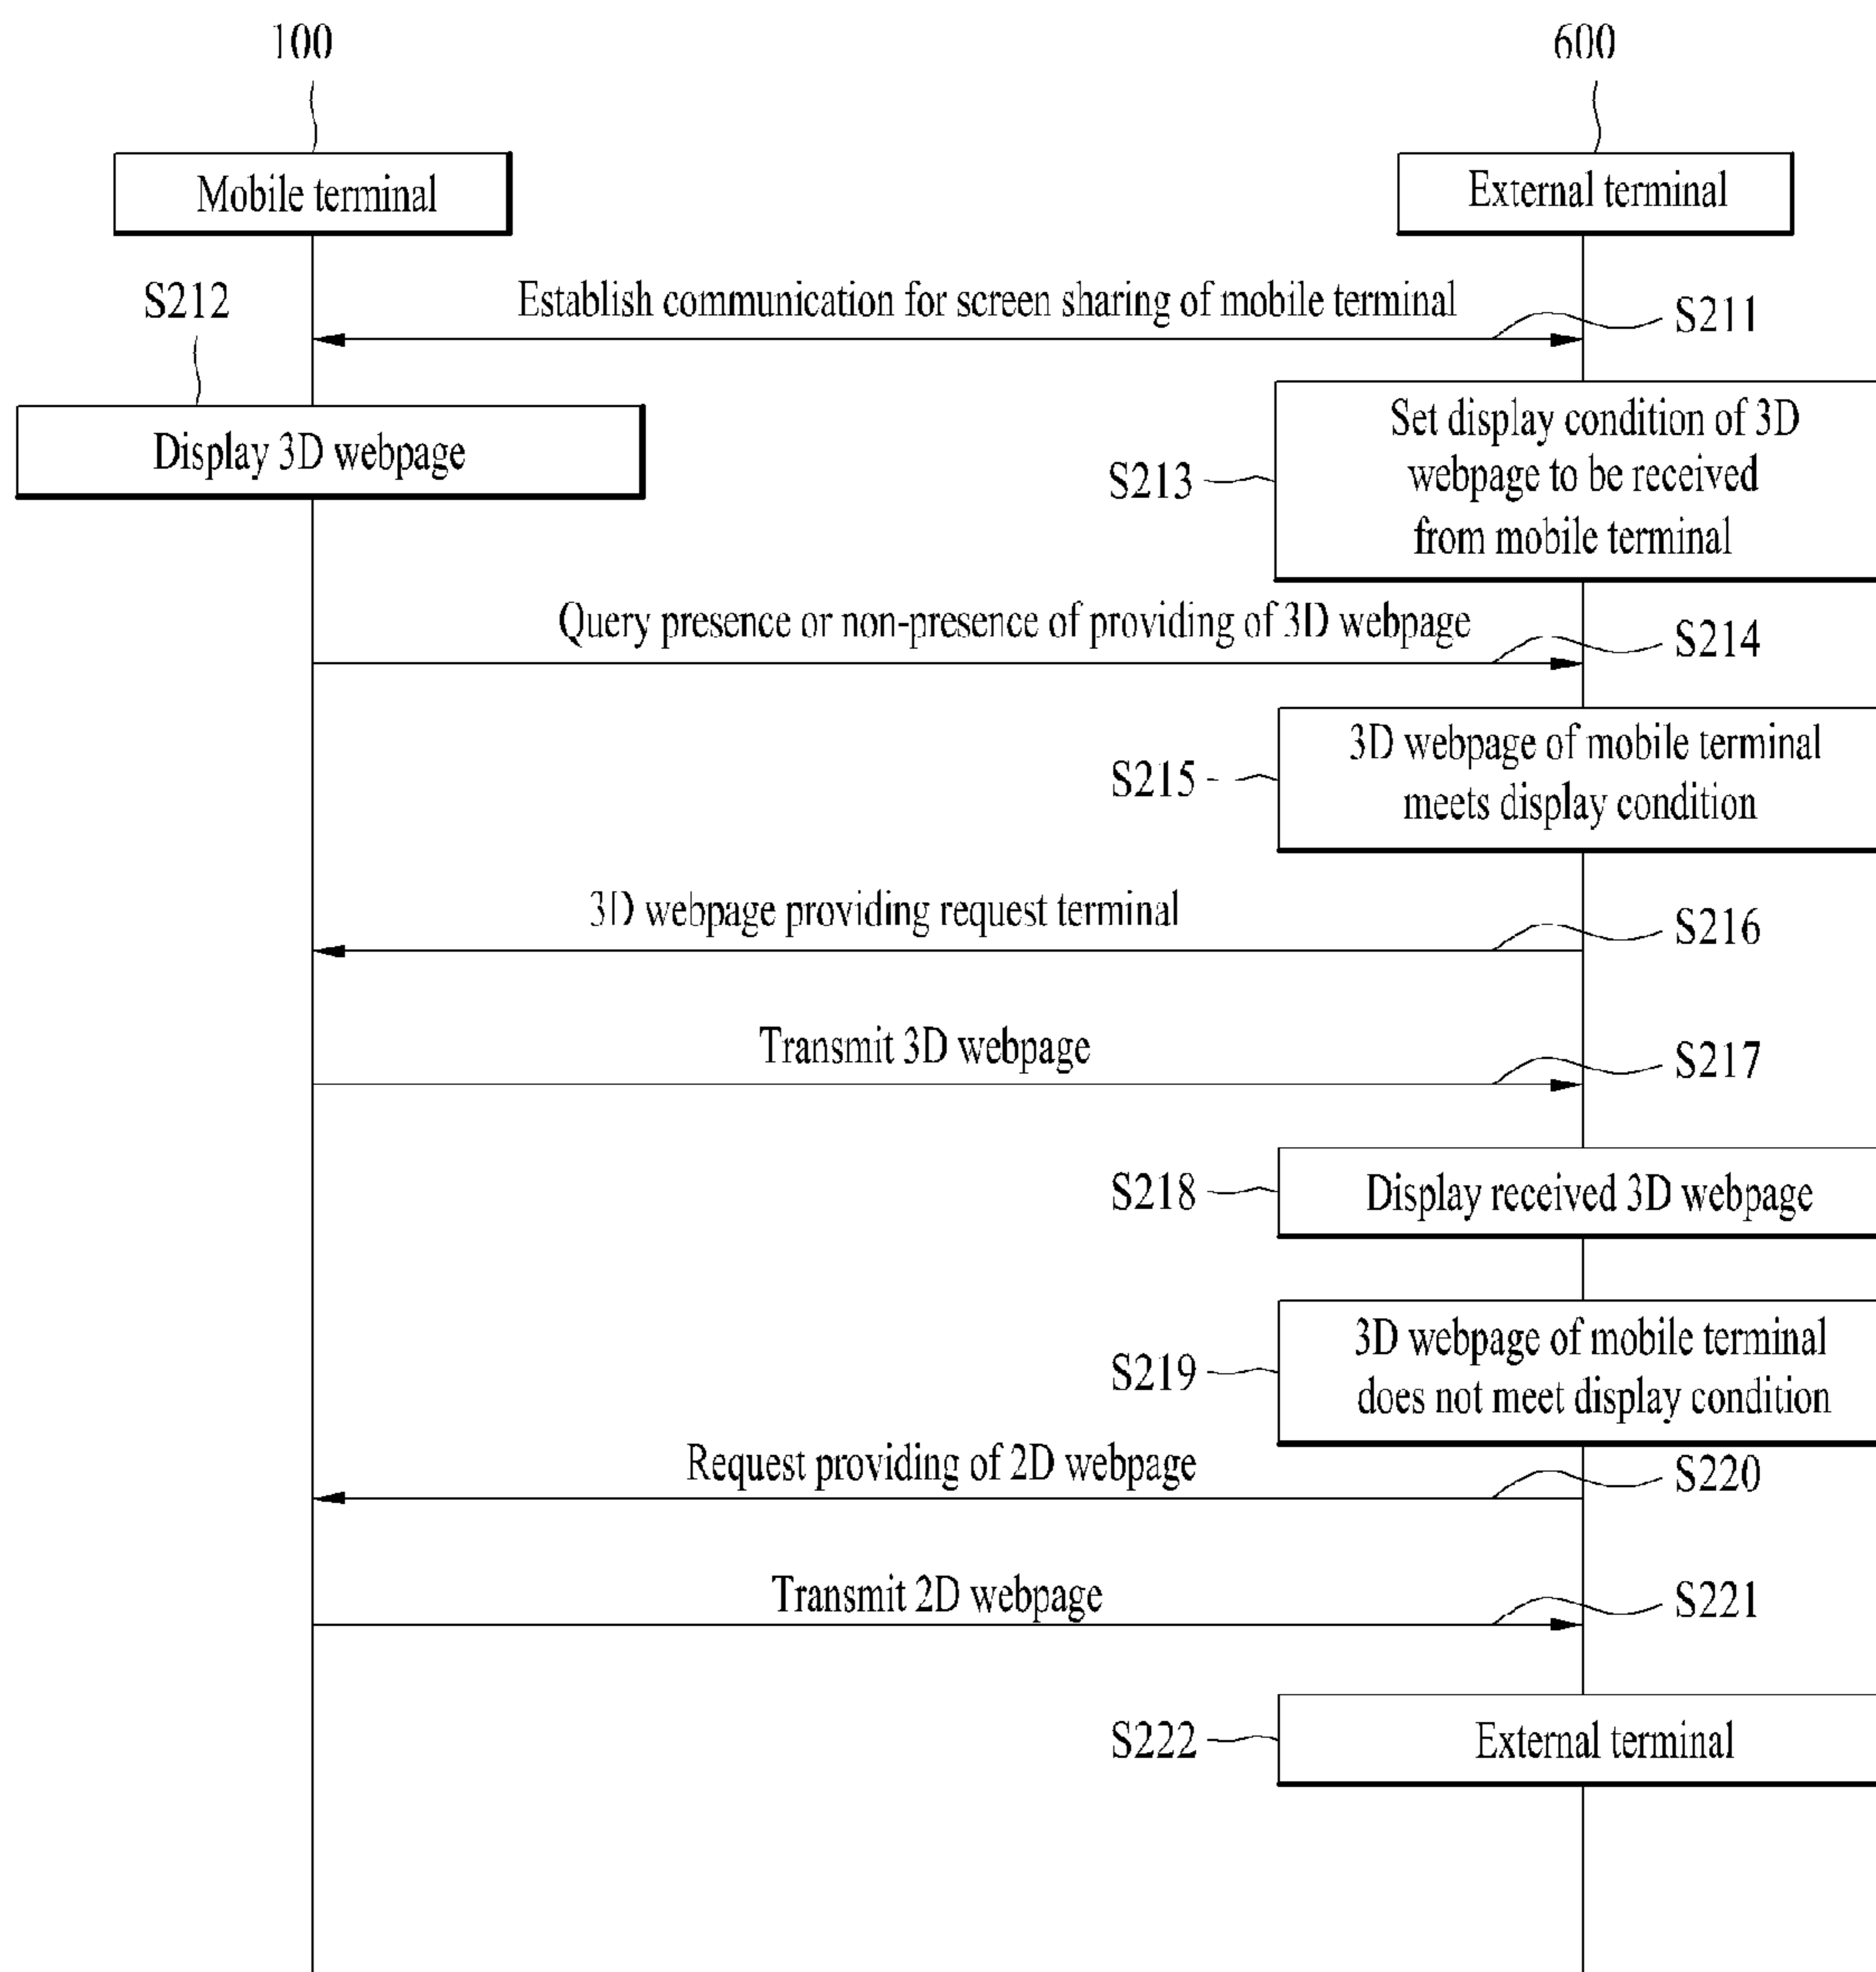 100
600
Mobile terminal
External terminal
S212
Establish communication for screen sharing of mobile terminal
S211
Display 3D webpage
S213
Set display condition of 3D
webpage to be received
from mobile terminal
Query presence or non-presence of providing of 3D webpage
S214
S215
3D webpage of mobile terminal
meets display condition
3D webpage providing request terminal
S216
Transmit 3D webpage
S217
S218
Display received 3D webpage
S219
3D webpage of mobile terminal
does not meet display condition
Request providing of 2D webpage
S220
Transmit 2D webpage
S221
S222
External terminal